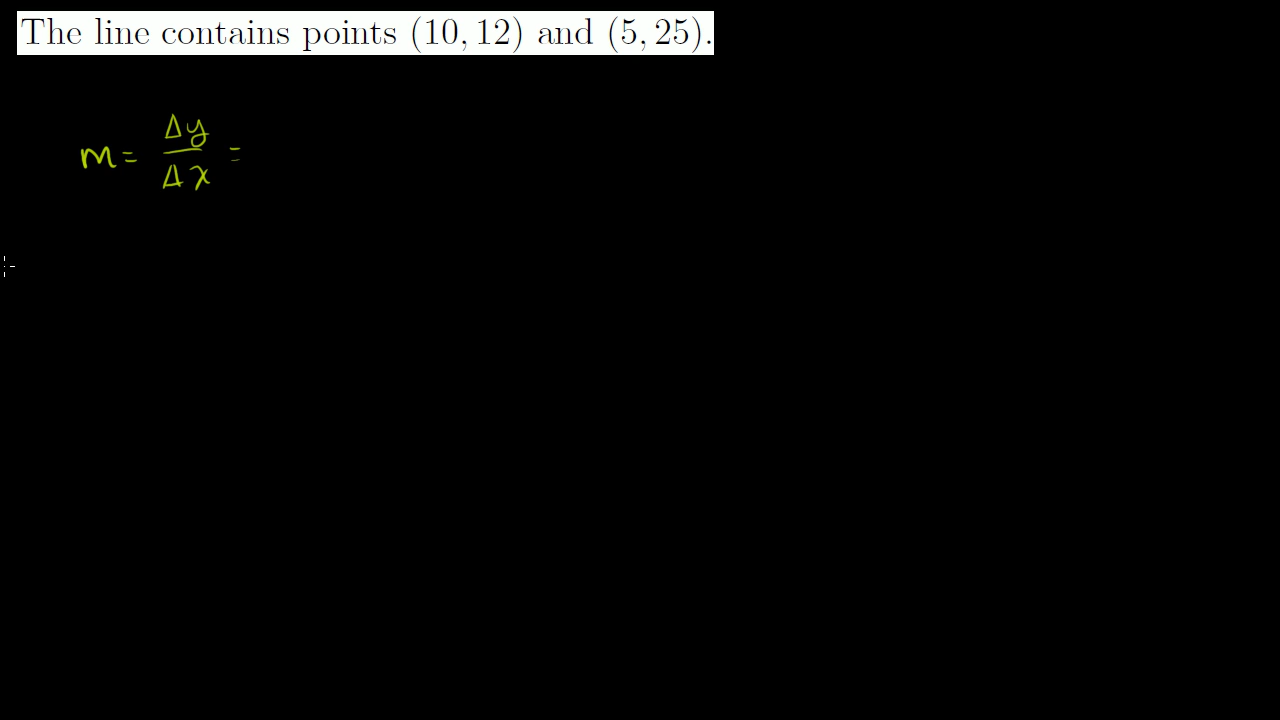 The line contains points (10, 12) and (5, 25).
m = Δy/Δx =